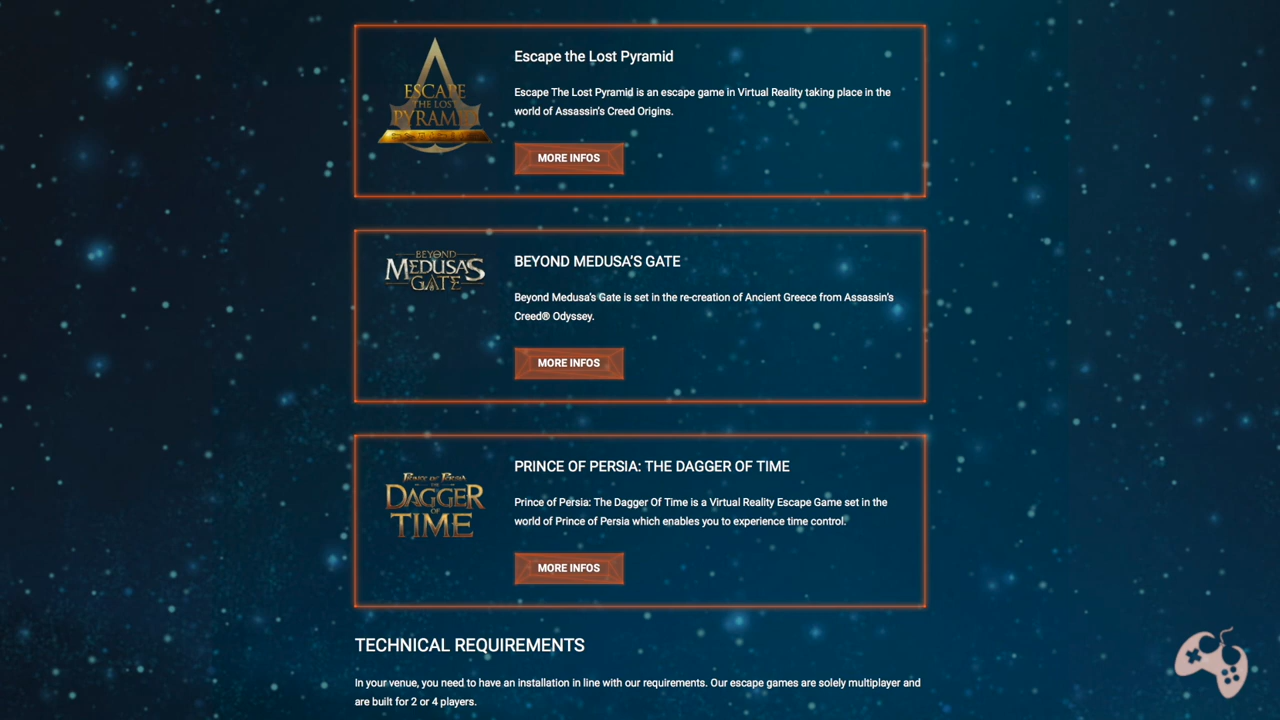 ESCAPE
THE LOST
PYRAMID
Escape the Lost Pyramid
Escape The Lost Pyramid is an escape game in Virtual Reality taking place in the
world of Assassin's Creed Origins.
MORE INFOS
BEYOND
MEDUSA'S
GATE
BEYOND MEDUSA'S GATE
Beyond Medusa's Gate is set in the re-creation of Ancient Greece from Assassin's
Creed® Odyssey.
MORE INFOS
PRINCE OF PERSIA
THE
DAGGER
OF
TIME
PRINCE OF PERSIA: THE DAGGER OF TIME
Prince of Persia: The Dagger Of Time is a Virtual Reality Escape Game set in the
world of Prince of Persia which enables you to experience time control.
MORE INFOS
TECHNICAL REQUIREMENTS
In your venue, you need to have an installation in line with our requirements. Our escape games are solely multiplayer and
are built for 2 or 4 players.